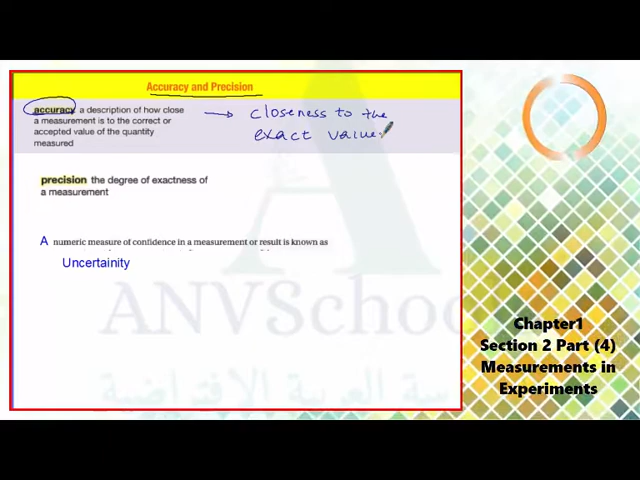 Accuracy and Precision
accuracy a description of how close
a measurement is to the correct or
accepted value of the quantity
measured
→ closeness to the
exact value.
precision the degree of exactness of
a measurement
A numeric measure of confidence in a measurement or result is known as
Uncertainity
ANVSchoo
Chapter1
Section 2 Part (4)
Measurements in
Experiments